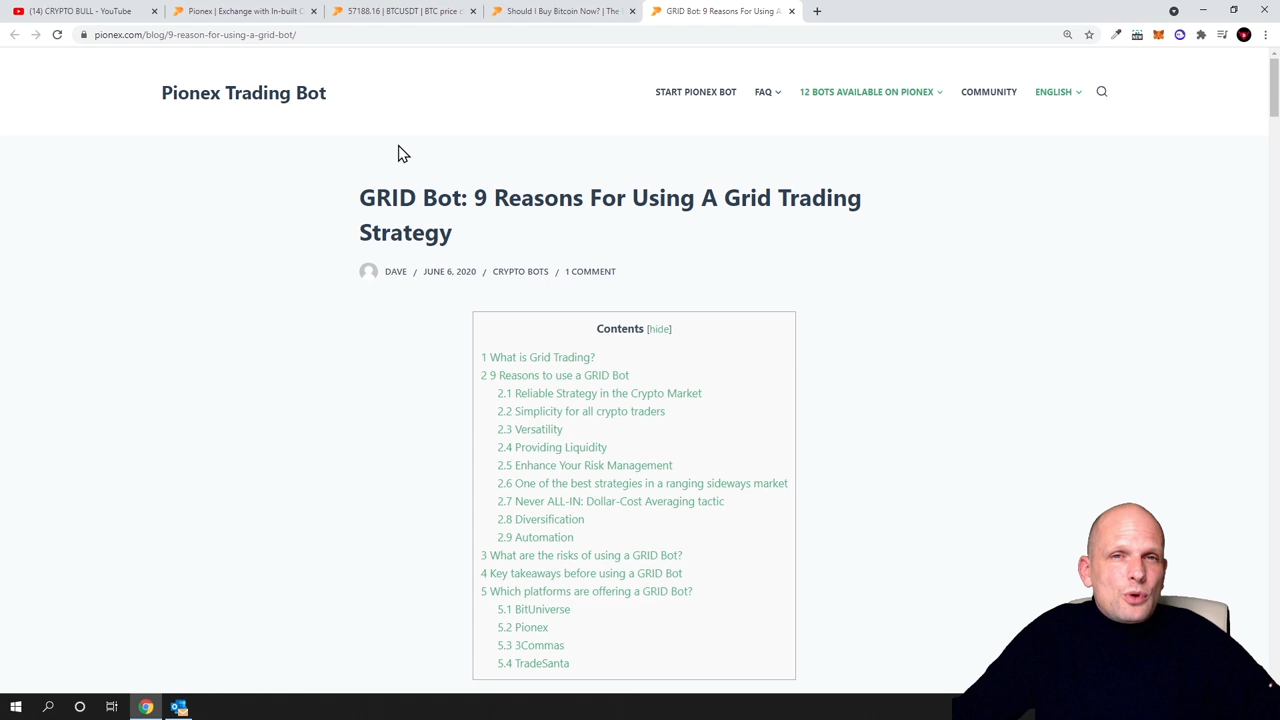 (14) CRYPTO BULL - YouTube
Pionex | Exchange with In-built C
57188.16 | BTCUSDT | BTC price c
Should I Buy Bitcoin Now? | The
GRID Bot: 9 Reasons For Using A
pionex.com/blog/9-reason-for-using-a-grid-bot/
Pionex Trading Bot
START PIONEX BOT
FAQ
12 BOTS AVAILABLE ON PIONEX
COMMUNITY
ENGLISH
GRID Bot: 9 Reasons For Using A Grid Trading
Strategy
DAVE / JUNE 6, 2020 / CRYPTO BOTS / 1 COMMENT
Contents [hide]
1 What is Grid Trading?
2 9 Reasons to use a GRID Bot
2.1 Reliable Strategy in the Crypto Market
2.2 Simplicity for all crypto traders
2.3 Versatility
2.4 Providing Liquidity
2.5 Enhance Your Risk Management
2.6 One of the best strategies in a ranging sideways market
2.7 Never ALL-IN: Dollar-Cost Averaging tactic
2.8 Diversification
2.9 Automation
3 What are the risks of using a GRID Bot?
4 Key takeaways before using a GRID Bot
5 Which platforms are offering a GRID Bot?
5.1 BitUniverse
5.2 Pionex
5.3 3Commas
5.4 TradeSanta